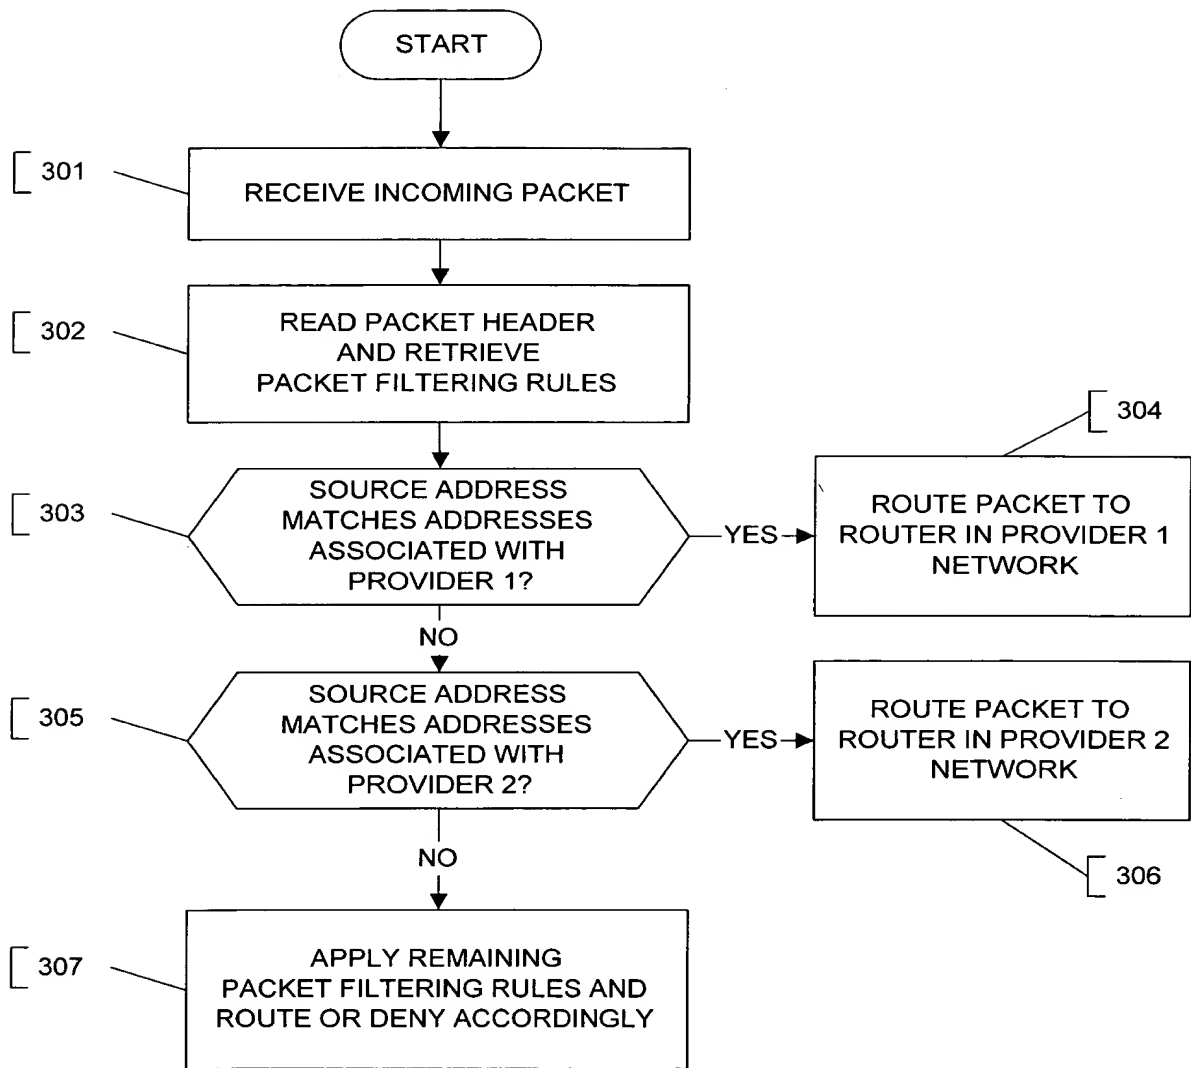 START
301
RECEIVE INCOMING PACKET
302
READ PACKET HEADER
AND RETRIEVE
PACKET FILTERING RULES
304
303
SOURCE ADDRESS
MATCHES ADDRESSES
ASSOCIATED WITH
PROVIDER 1?
YES
ROUTE PACKET TO
ROUTER IN PROVIDER 1
NETWORK
NO
305
SOURCE ADDRESS
MATCHES ADDRESSES
ASSOCIATED WITH
PROVIDER 2?
YES
ROUTE PACKET TO
ROUTER IN PROVIDER 2
NETWORK
NO
306
307
APPLY REMAINING
PACKET FILTERING RULES AND
ROUTE OR DENY ACCORDINGLY